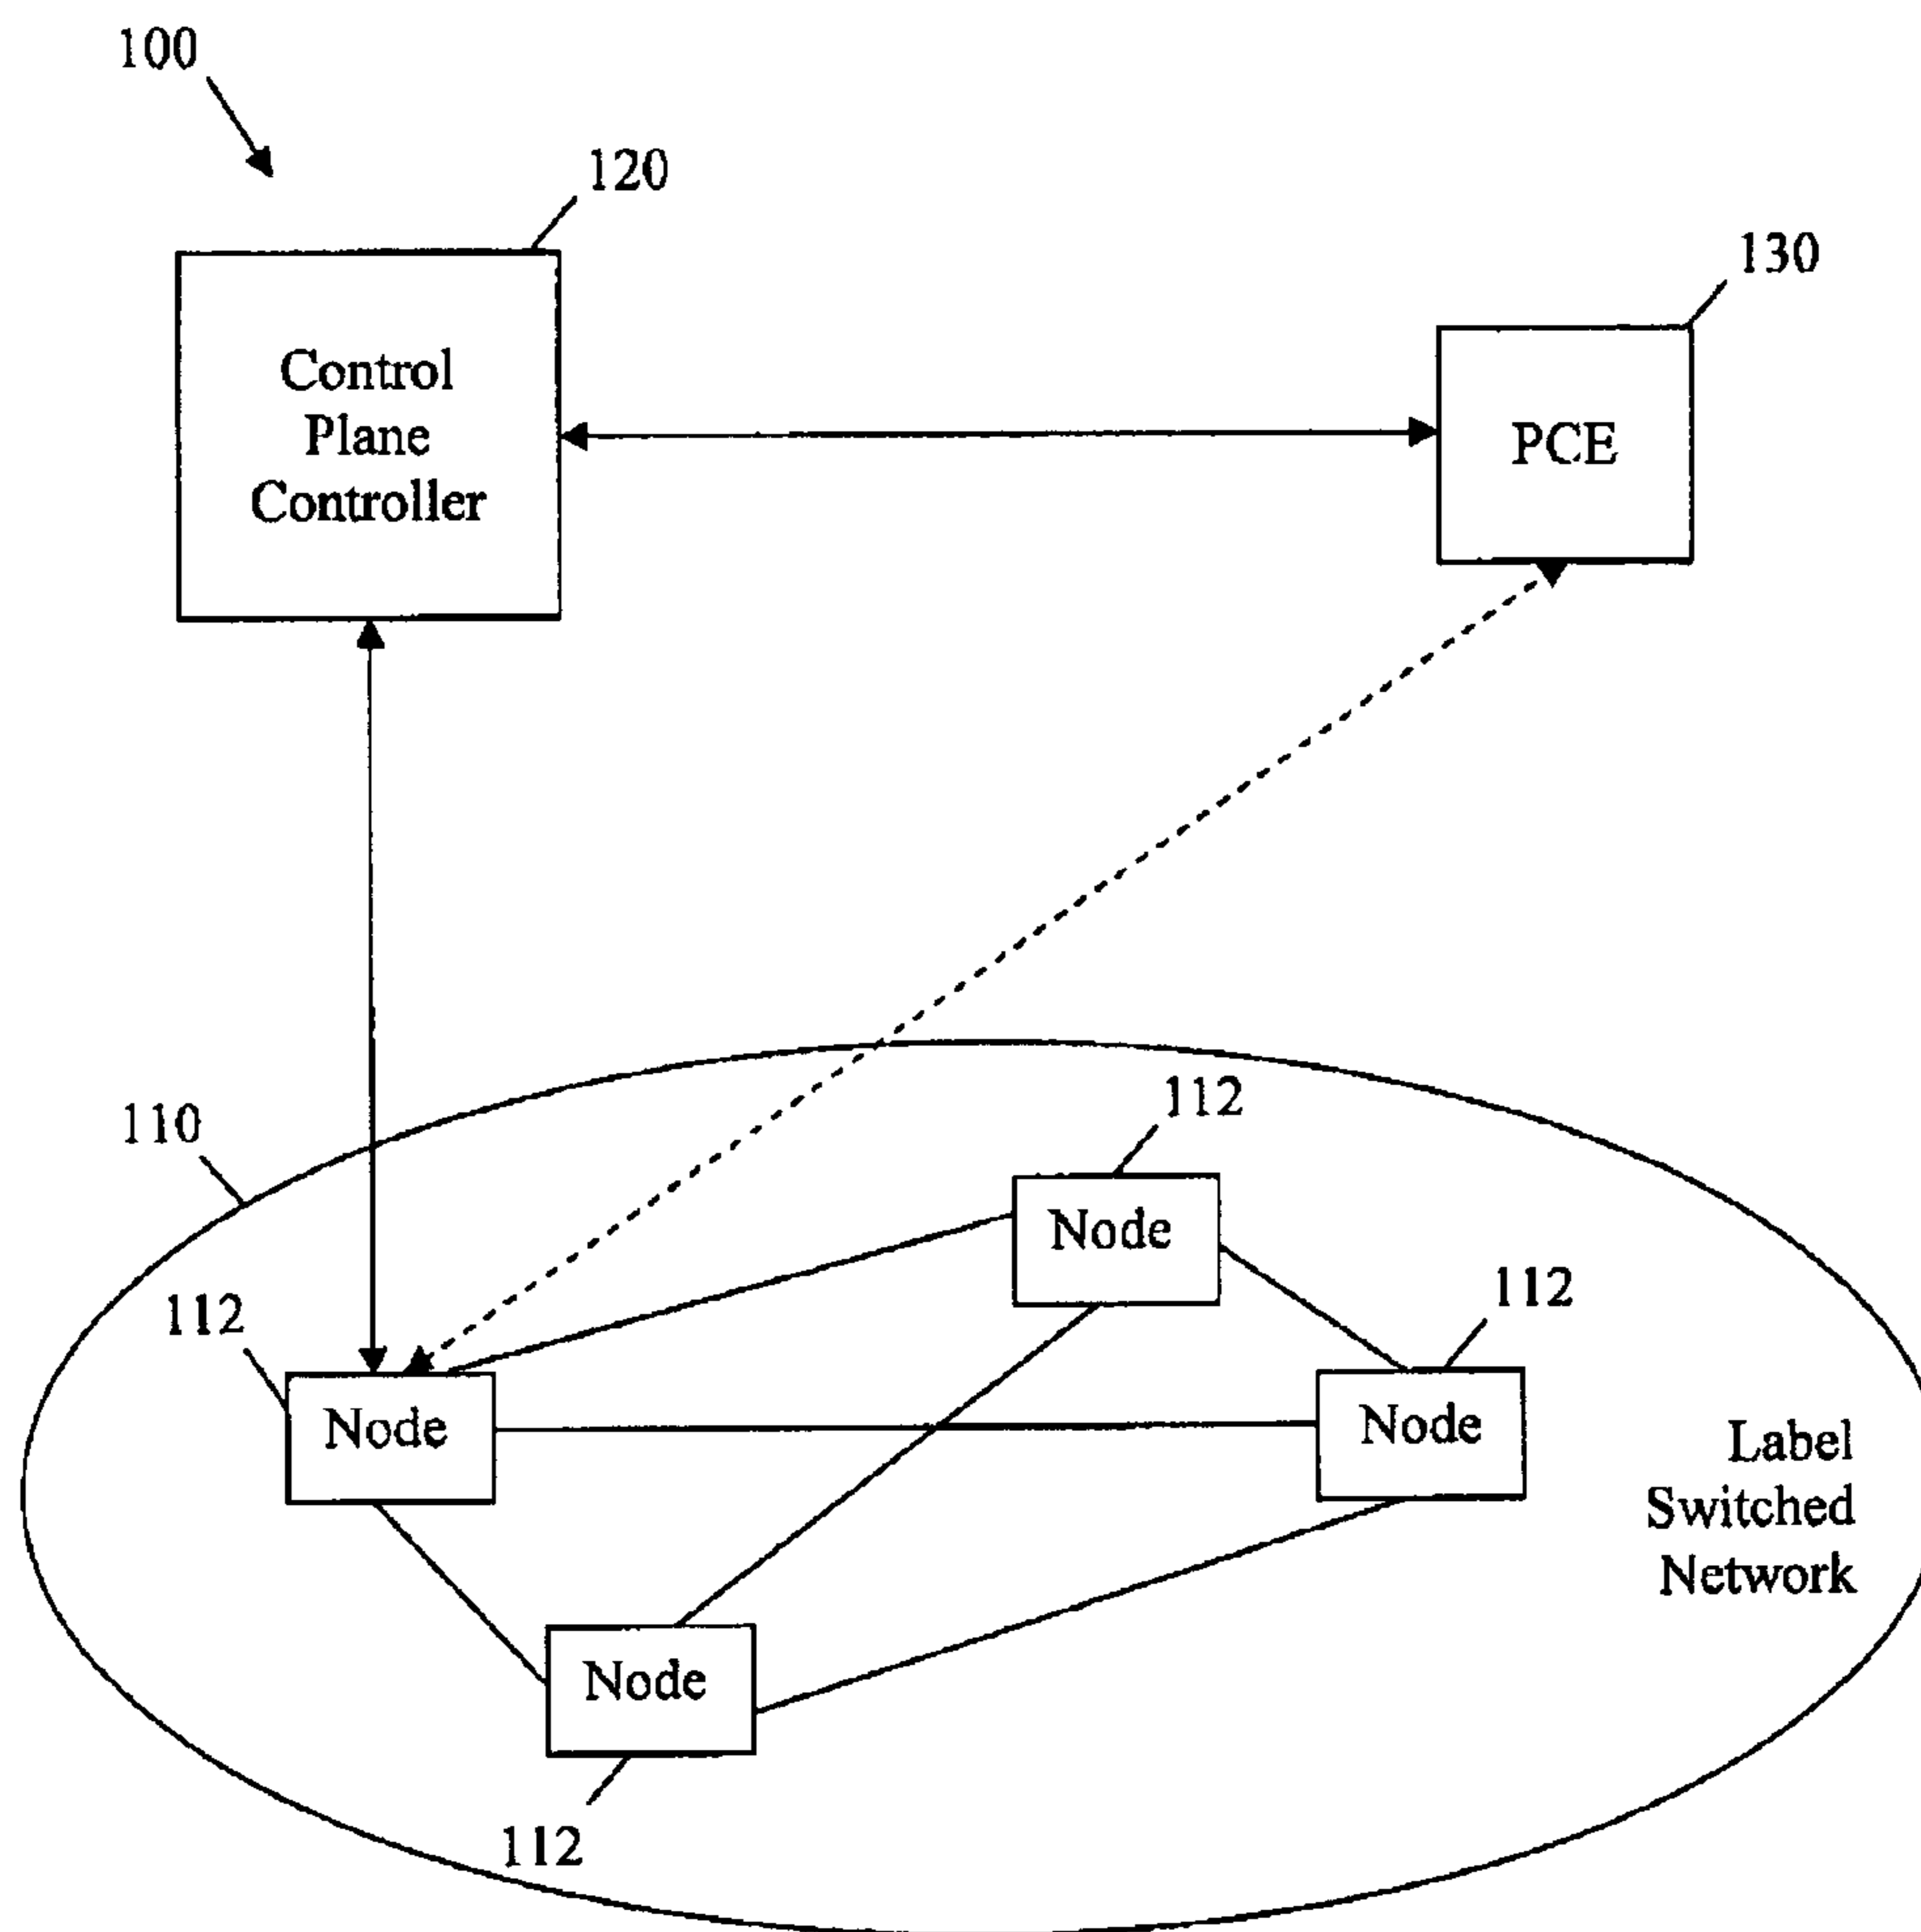 100
120
130
Control
Plane
Controller
PCE
110
112
Node
112
112
Node
Node
Label
Switched
Network
Node
112